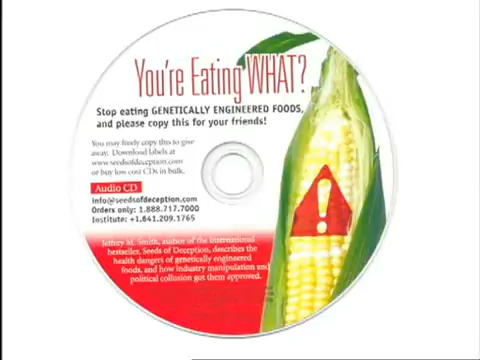 You're Eating WHAT?
Stop eating GENETICALLY ENGINEERED FOODS,
and please copy this for your friends!
You may freely copy this to give
away. Download labels at
www.seedsofdeception.com
or buy low cost CDs in bulk.
Audio CD
info@seedsofdeception.com
Orders only: 1.888.717.7000
Institute: +1.641.209.1765
Jeffrey M. Smith, author of the international
bestseller, Seeds of Deception, describes the
health dangers of genetically engineered
foods, and how industry manipulation and
political collusion got them approved.
!